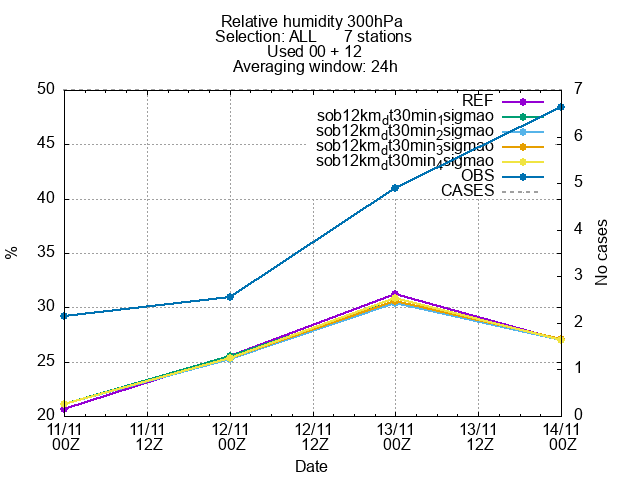 Relative humidity 300hPa
Selection: ALL 7 stations
Used 00 + 12
Averaging window: 24h
REF
sob12km_dt30min_1sigmao
sob12km_dt30min_2sigmao
sob12km_dt30min_3sigmao
sob12km_dt30min_4sigmao
OBS
CASES
50
45
40
35
30
25
20
%
7
6
5
4
3
2
1
0
No cases
11/11 11/11 12/11 12/11 13/11 13/11 14/11
00Z 12Z 00Z 12Z 00Z 12Z 00Z
Date